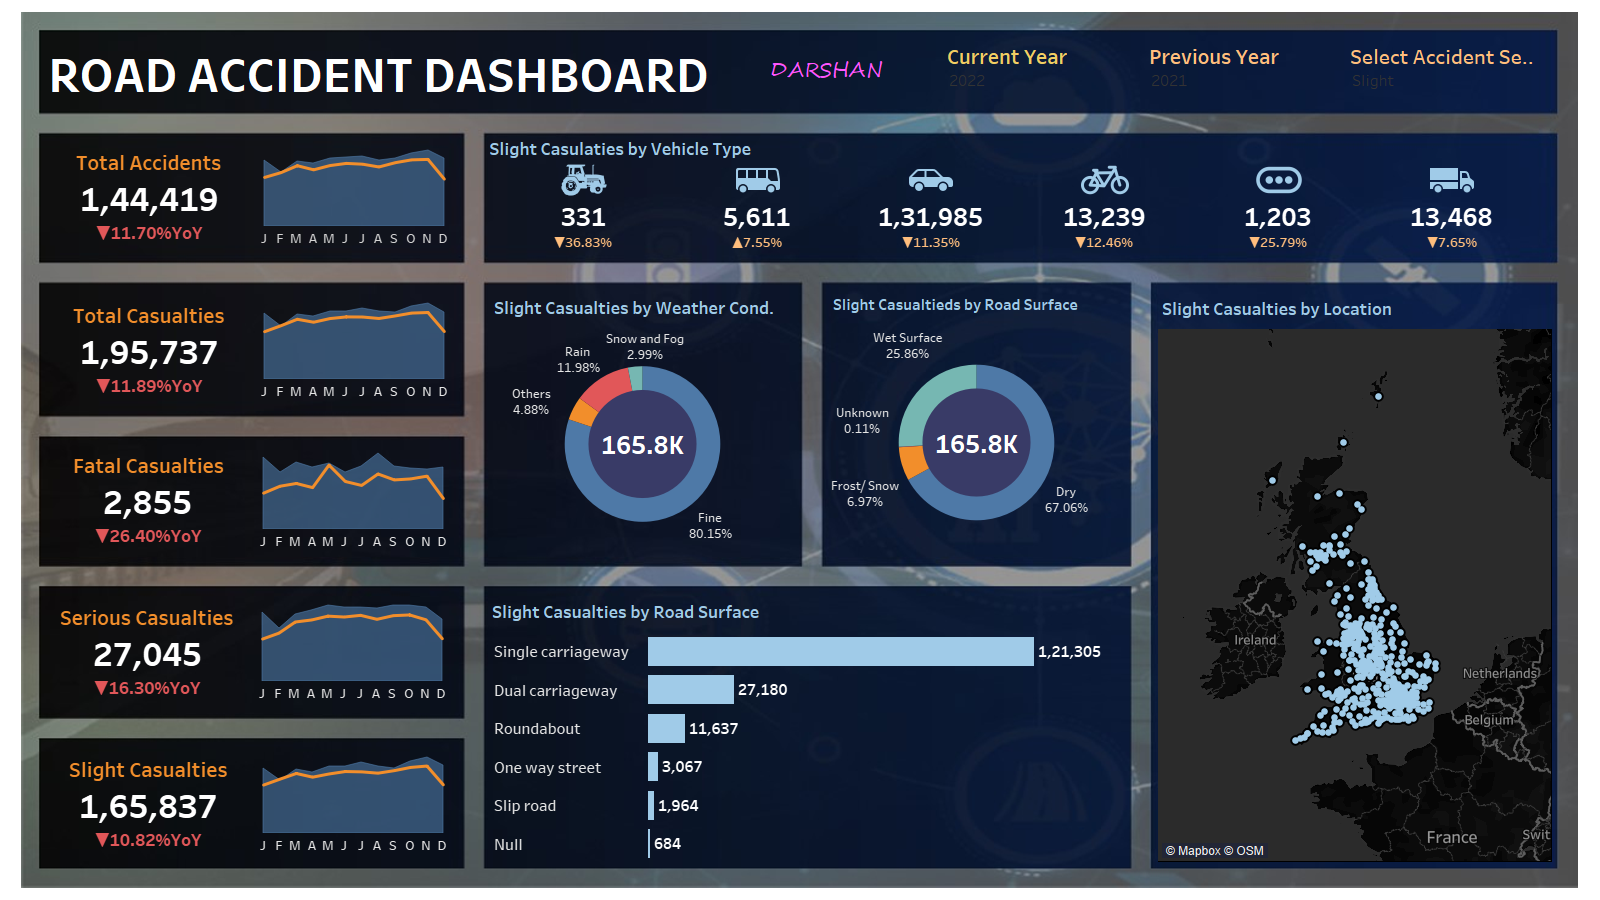 ROAD ACCIDENT DASHBOARD
DARSHAN
Current Year
2022
Previous Year
2021
Select Accident Se..
Slight
Total Accidents
1,44,419
▼11.70%YoY
J F M A M J J A S O N D
Slight Casulaties by Vehicle Type
331
▼36.83%
5,611
▲7.55%
1,31,985
▼11.35%
13,239
▼12.46%
1,203
▼25.79%
13,468
▼7.65%
Total Casualties
1,95,737
▼11.89%YoY
J F M A M J J A S O N D
Fatal Casualties
2,855
▼26.40%YoY
J F M A M J J A S O N D
Serious Casualties
27,045
▼16.30%YoY
J F M A M J J A S O N D
Slight Casualties
1,65,837
▼10.82%YoY
J F M A M J J A S O N D
Slight Casualties by Weather Cond.
Snow and Fog
2.99%
Rain
11.98%
Others
4.88%
165.8K
Fine
80.15%
Slight Casualtieds by Road Surface
Wet Surface
25.86%
Unknown
0.11%
165.8K
Frost/ Snow
6.97%
Dry
67.06%
Slight Casualties by Road Surface
Single carriageway 1,21,305
Dual carriageway 27,180
Roundabout 11,637
One way street 3,067
Slip road 1,964
Null 684
Slight Casualties by Location
Ireland
Netherlands
Belgium
France
Swit
© Mapbox © OSM